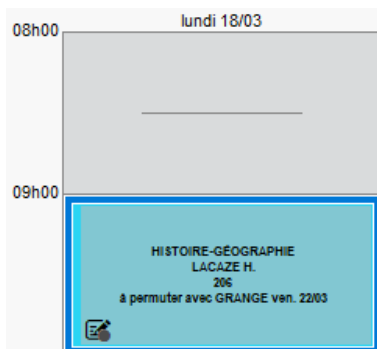 lundi 18/03
08h00
09h00
HISTOIRE-GÉOGRAPHIE
LACAZE H.
206
à permuter avec GRANGE ven. 22/03